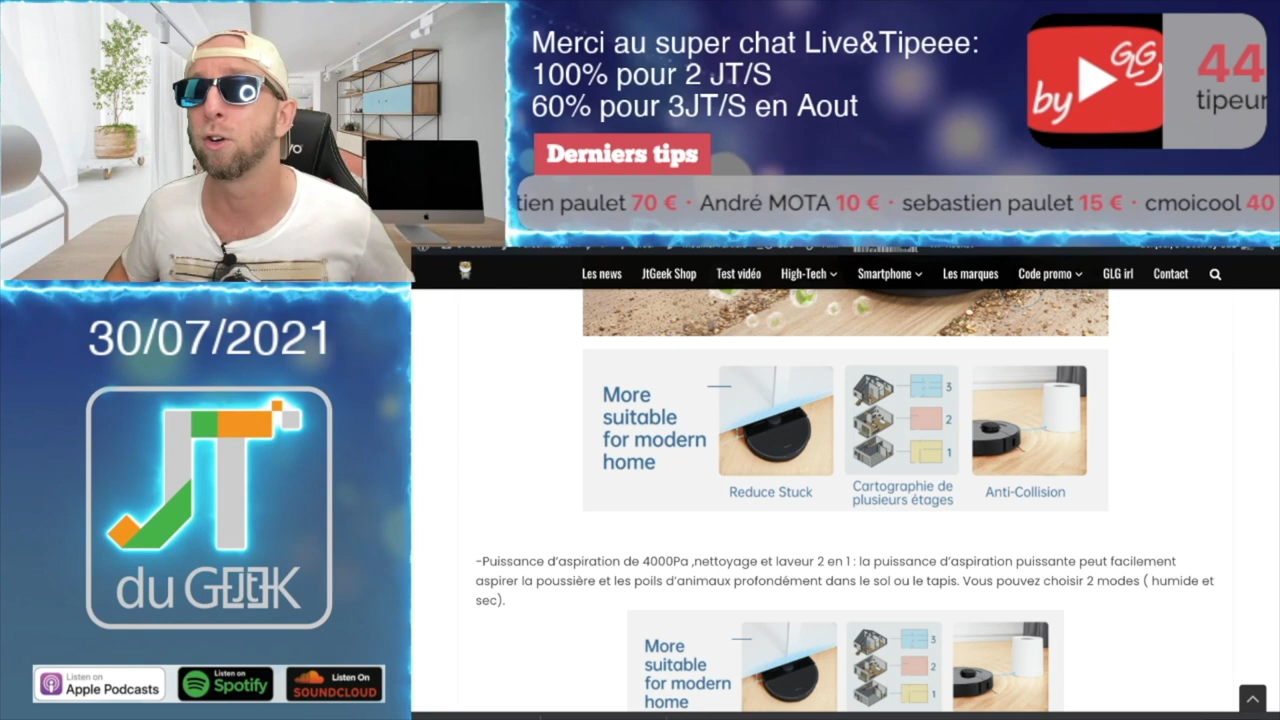 Merci au super chat Live&Tipeee:
100% pour 2 JT/S
60% pour 3JT/S en Aout
by GLG
44
tipeur
Derniers tips
tien paulet 70 € · André MOTA 10 € · sebastien paulet 15 € · cmoicool 40
Les news JtGeek Shop Test vidéo High-Tech Smartphone Les marques Code promo GLG irl Contact
30/07/2021
JT
du GEEK
Listen on
Apple Podcasts
Listen on
Spotify
Listen On
SOUNDCLOUD
More
suitable
for modern
home
3
2
1
Reduce Stuck
Cartographie de
plusieurs étages
Anti-Collision
-Puissance d'aspiration de 4000Pa ,nettoyage et laveur 2 en 1 : la puissance d'aspiration puissante peut facilement
aspirer la poussière et les poils d'animaux profondément dans le sol ou le tapis. Vous pouvez choisir 2 modes ( humide et
sec).
More
suitable
for modern
home
3
2
1